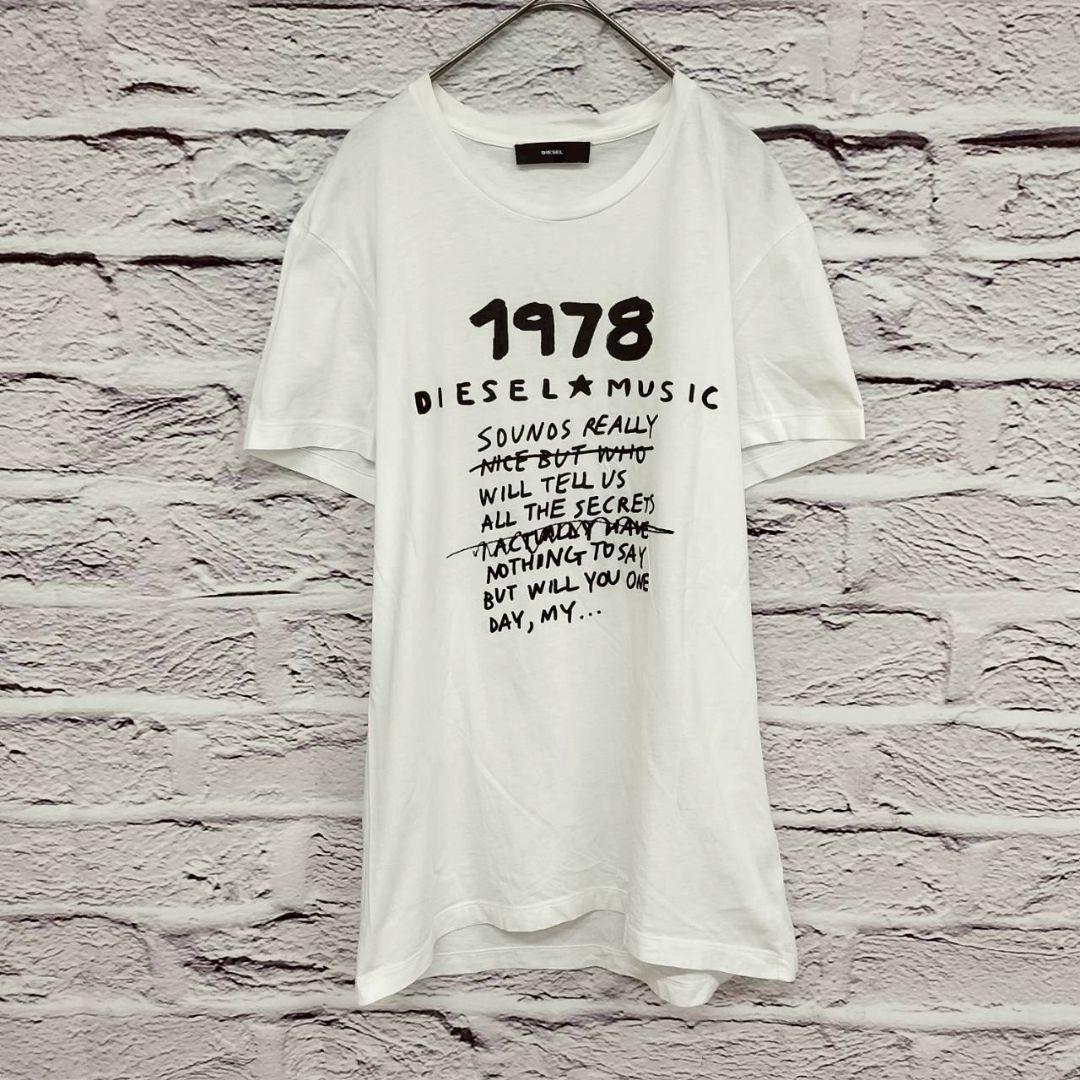 DIESEL
1978
DIESEL★MUSIC
SOUNDS REALLY
NICE BUT WHO
WILL TELL US
ALL THE SECRETS
I ACTUALLY HAVE
NOTHING TO SAY
BUT WILL YOU ONE
DAY, MY...